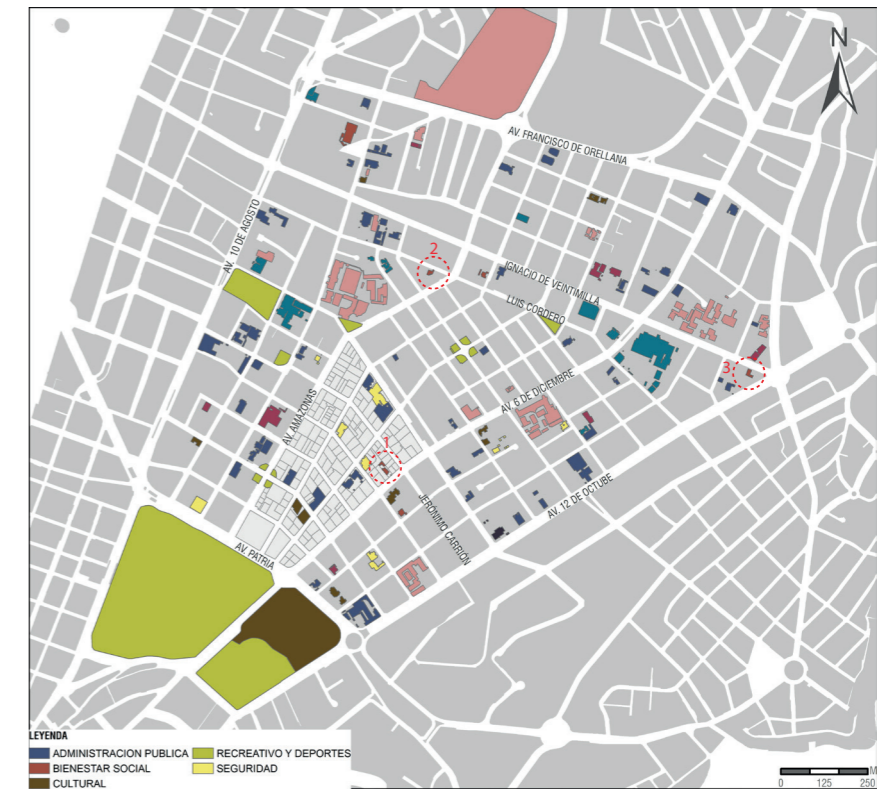 N
AV. FRANCISCO DE ORELLANA
AV. 10 DE AGOSTO
2
IGNACIO DE VEINTIMILLA
LUIS CORDERO
3
AV. 6 DE DICIEMBRE
AV. AMAZONAS
1
JERÓNIMO CARRIÓN
AV. 12 DE OCTUBE
AV. PATRIA
LEYENDA
ADMINISTRACION PUBLICA
RECREATIVO Y DEPORTES
BIENESTAR SOCIAL
SEGURIDAD
CULTURAL
M
0 125 250